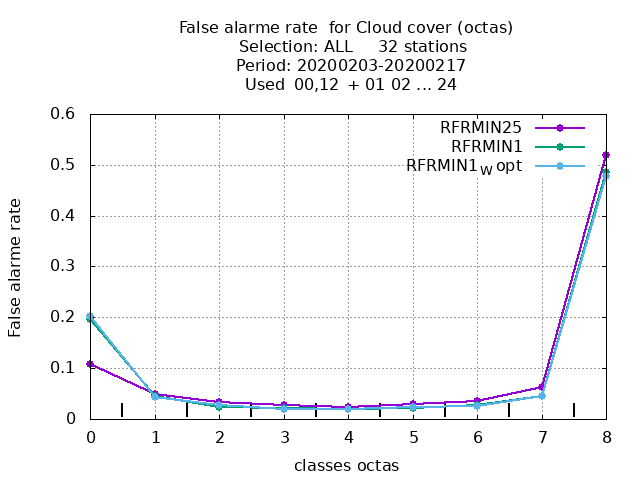 False alarme rate  for Cloud cover (octas)
Selection: ALL     32 stations
Period: 20200203-20200217
Used  00,12  + 01 02 ... 24
RFRMIN25
RFRMIN1
RFRMIN1w opt
False alarme rate
0.6
0.5
0.4
0.3
0.2
0.1
0
0 1 2 3 4 5 6 7 8
classes octas